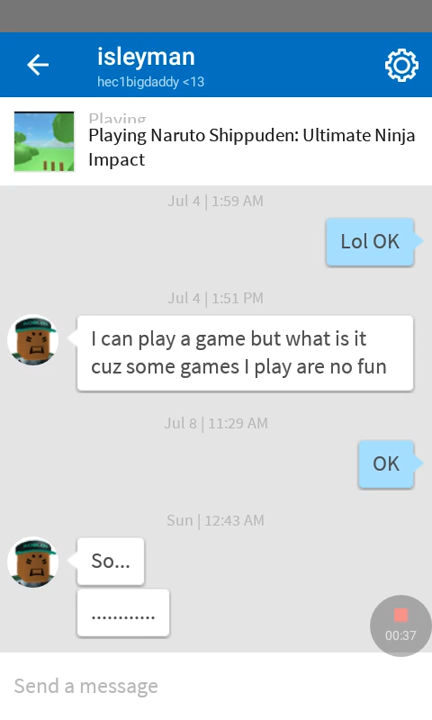 isleyman
hec1bigdaddy <13
Playing
Playing Naruto Shippuden: Ultimate Ninja
Impact
Jul 4 | 1:59 AM
Lol OK
Jul 4 | 1:51 PM
I can play a game but what is it
cuz some games I play are no fun
Jul 8 | 11:29 AM
OK
Sun | 12:43 AM
So...
............
00:37
Send a message